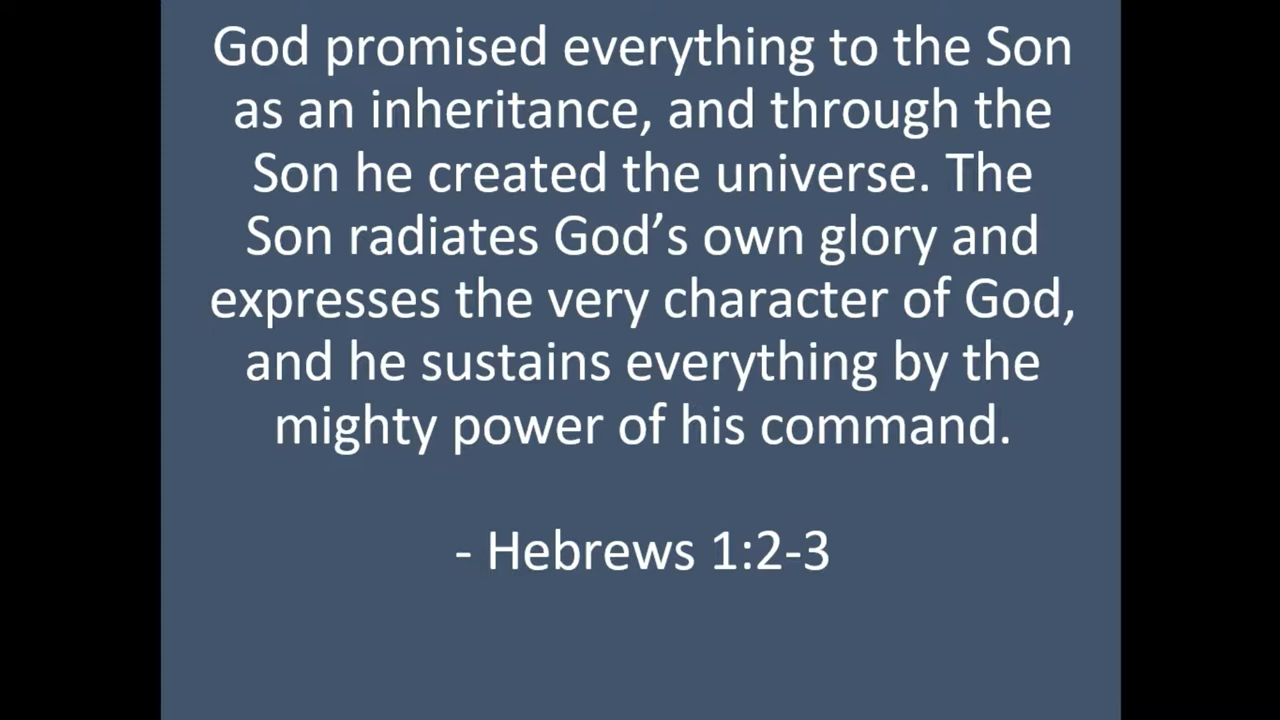 God promised everything to the Son
as an inheritance, and through the
Son he created the universe. The
Son radiates God’s own glory and
expresses the very character of God,
and he sustains everything by the
mighty power of his command.
- Hebrews 1:2-3